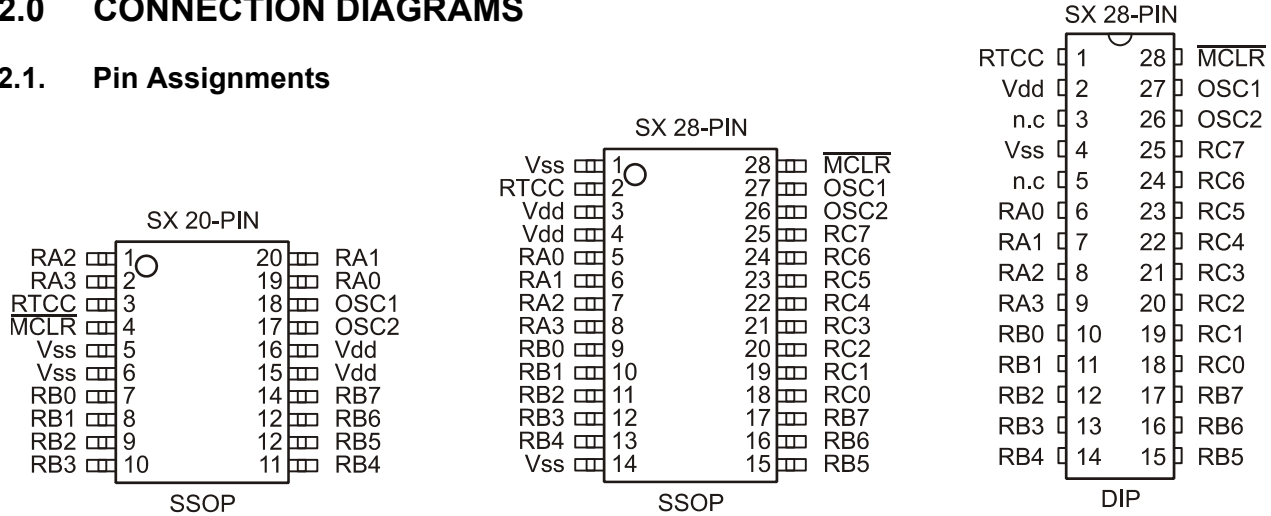 2.0 CONNECTION DIAGRAMS
2.1. Pin Assignments
SX 20-PIN
RA2 1 20 RA1
RA3 2 19 RA0
RTCC 3 18 OSC1
MCLR 4 17 OSC2
Vss 5 16 Vdd
Vss 6 15 Vdd
RB0 7 14 RB7
RB1 8 12 RB6
RB2 9 12 RB5
RB3 10 11 RB4
SSOP
SX 28-PIN
Vss 1 28 MCLR
RTCC 2 27 OSC1
Vdd 3 26 OSC2
Vdd 4 25 RC7
RA0 5 24 RC6
RA1 6 23 RC5
RA2 7 22 RC4
RA3 8 21 RC3
RB0 9 20 RC2
RB1 10 19 RC1
RB2 11 18 RC0
RB3 12 17 RB7
RB4 13 16 RB6
Vss 14 15 RB5
SSOP
SX 28-PIN
RTCC 1 28 MCLR
Vdd 2 27 OSC1
n.c 3 26 OSC2
Vss 4 25 RC7
n.c 5 24 RC6
RA0 6 23 RC5
RA1 7 22 RC4
RA2 8 21 RC3
RA3 9 20 RC2
RB0 10 19 RC1
RB1 11 18 RC0
RB2 12 17 RB7
RB3 13 16 RB6
RB4 14 15 RB5
DIP